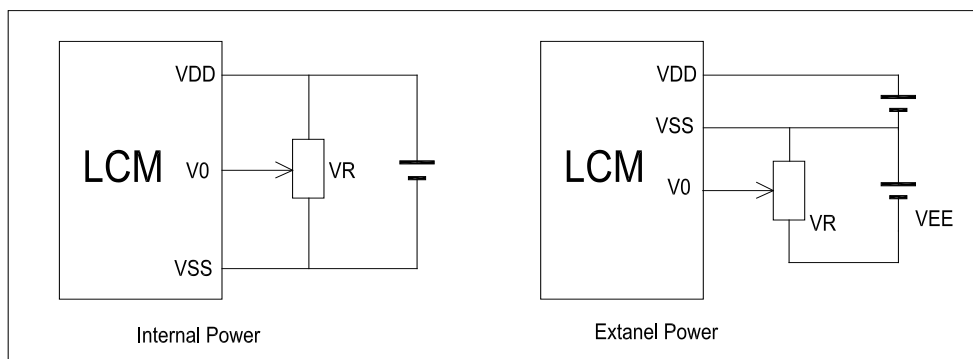 VDD
LCM
V0
VR
VSS
Internal Power
VDD
VSS
LCM
V0
VR
VEE
Extanel Power